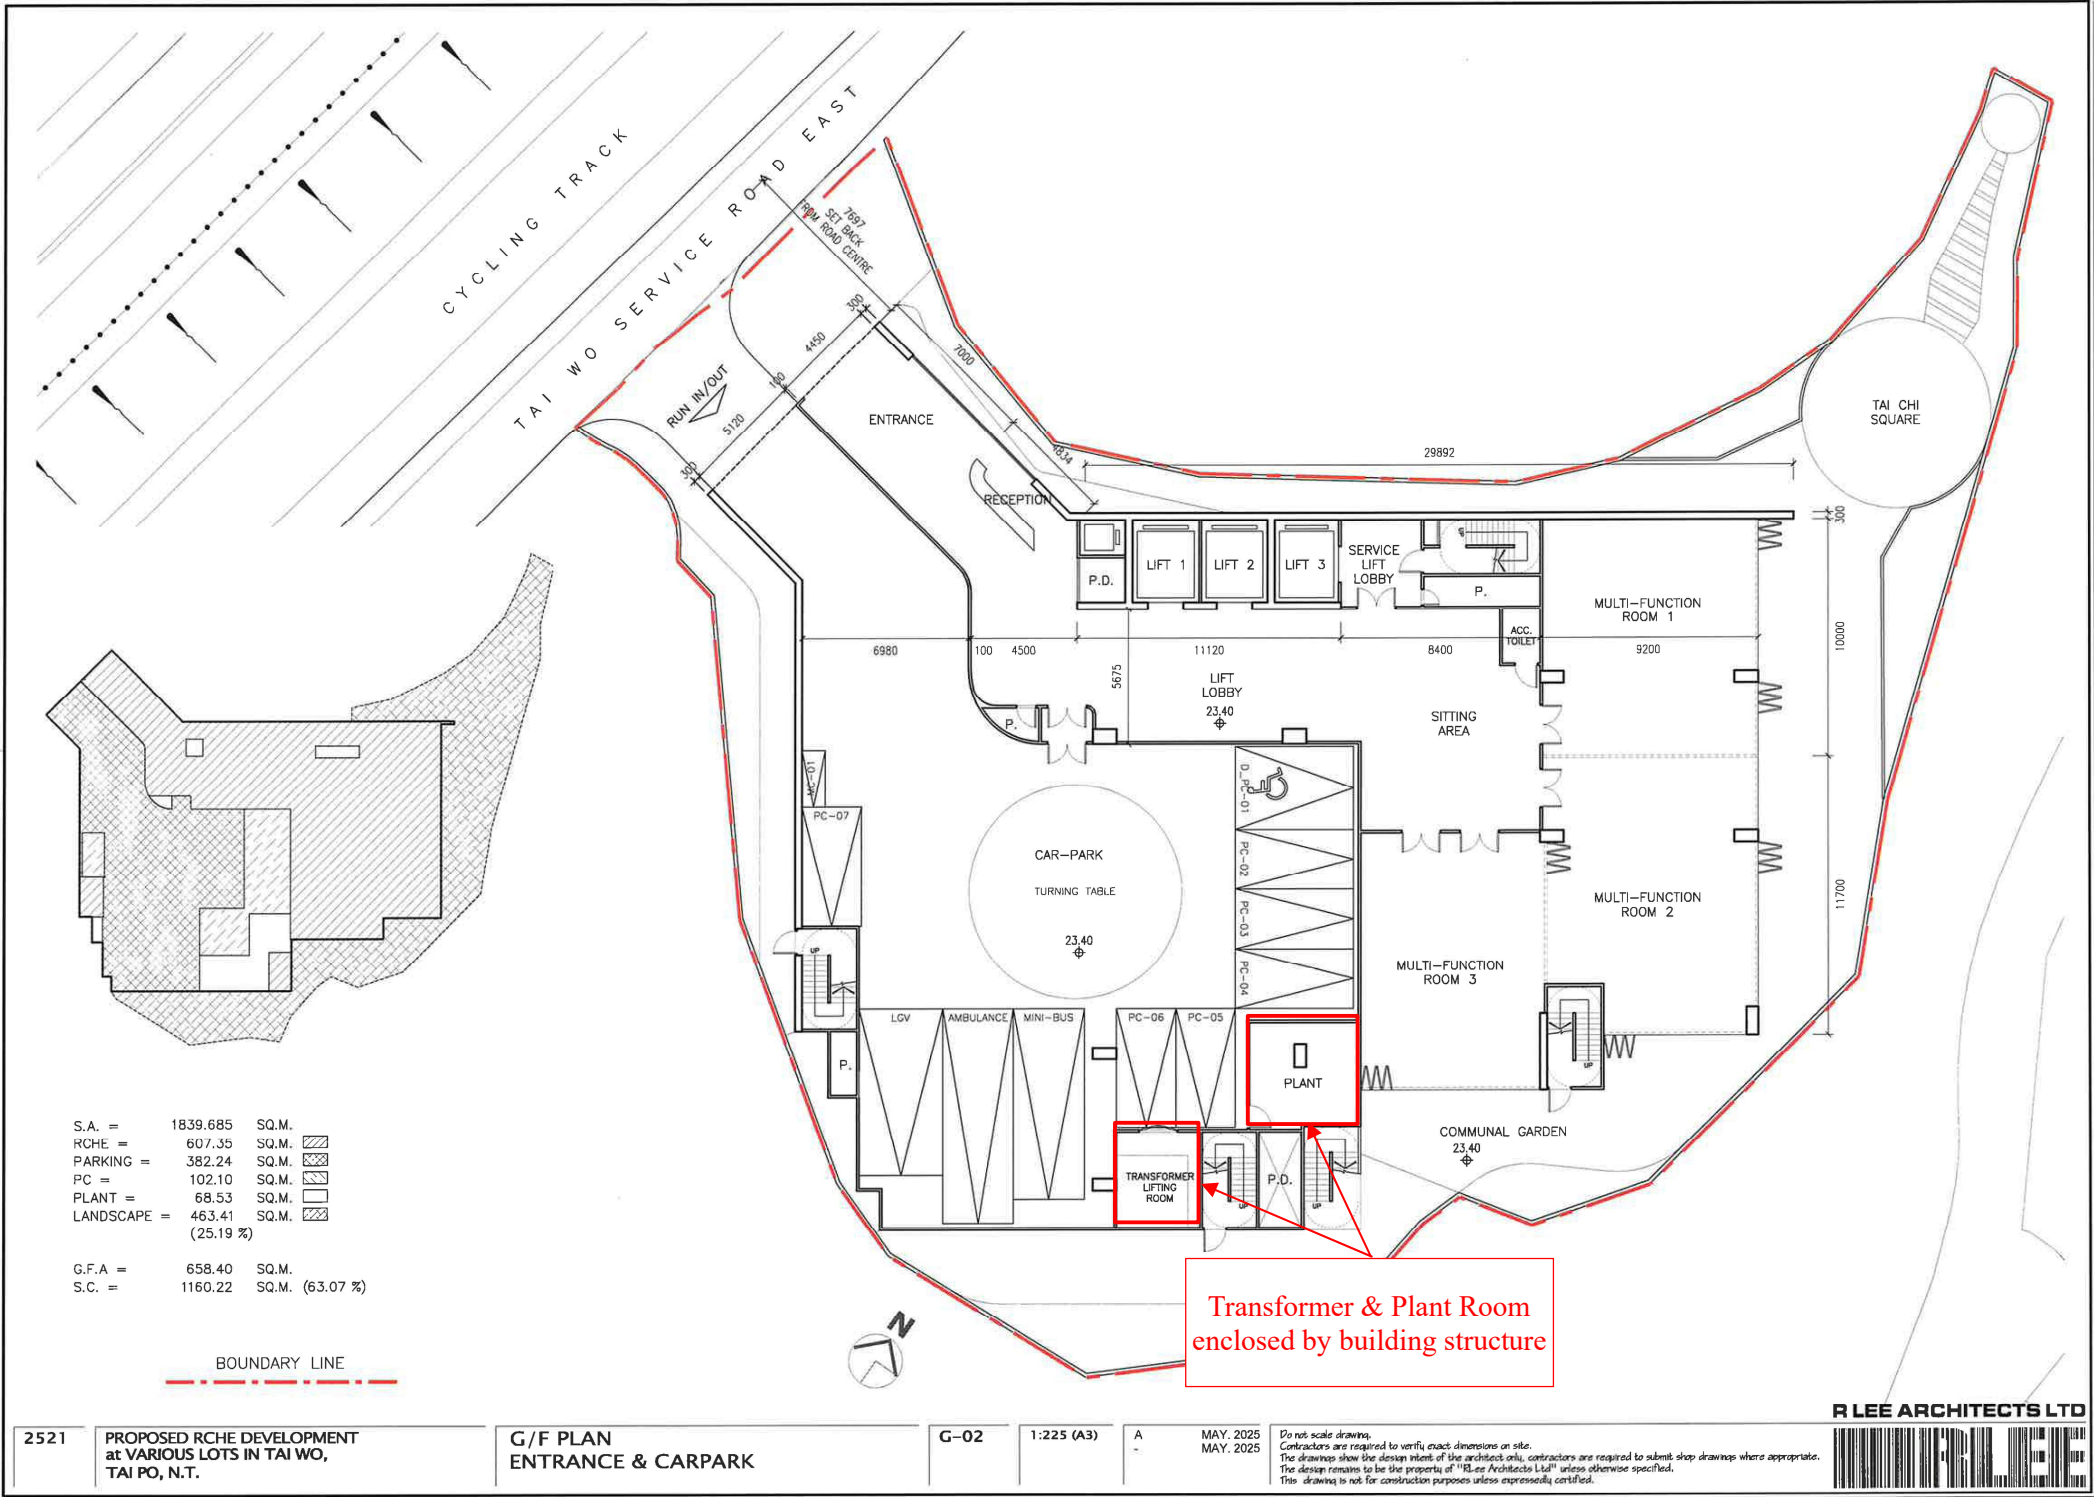 CYCLING TRACK
TAI WO SERVICE ROAD EAST
7697
SET BACK
FROM ROAD CENTRE
RUN IN/OUT
300
4450
100
5120
300
7000
4834
29892
ENTRANCE
RECEPTION
TAI CHI
SQUARE
300
P.D.
LIFT 1
LIFT 2
LIFT 3
SERVICE
LIFT
LOBBY
UP
P.
ACC.
TOILET
MULTI-FUNCTION
ROOM 1
10000
6980
100
4500
11120
8400
9200
5675
LIFT
LOBBY
23.40
SITTING
AREA
P.
PC-07
D_PC-01
PC-02
PC-03
PC-04
CAR-PARK
TURNING TABLE
23.40
MULTI-FUNCTION
ROOM 2
11700
MULTI-FUNCTION
ROOM 3
UP
LGV
AMBULANCE
MINI-BUS
PC-06
PC-05
P.
PLANT
UP
TRANSFORMER
LIFTING
ROOM
UP
P.D.
UP
COMMUNAL GARDEN
23.40
Transformer & Plant Room
enclosed by building structure
S.A. = 1839.685 SQ.M.
RCHE = 607.35 SQ.M.
PARKING = 382.24 SQ.M.
PC = 102.10 SQ.M.
PLANT = 68.53 SQ.M.
LANDSCAPE = 463.41 SQ.M.
(25.19 %)
G.F.A = 658.40 SQ.M.
S.C. = 1160.22 SQ.M. (63.07 %)
BOUNDARY LINE
N
R LEE ARCHITECTS LTD
2521
PROPOSED RCHE DEVELOPMENT
at VARIOUS LOTS IN TAI WO,
TAI PO, N.T.
G/F PLAN
ENTRANCE & CARPARK
G-02
1:225 (A3)
A MAY. 2025
- MAY. 2025
Do not scale drawing.
Contractors are required to verify exact dimensions on site.
The drawings show the design intent of the architect only, contractors are required to submit shop drawings where appropriate.
The design remains to be the property of "RLee Architects Ltd" unless otherwise specified.
This drawing is not for construction purposes unless expressedly certified.
RLEE